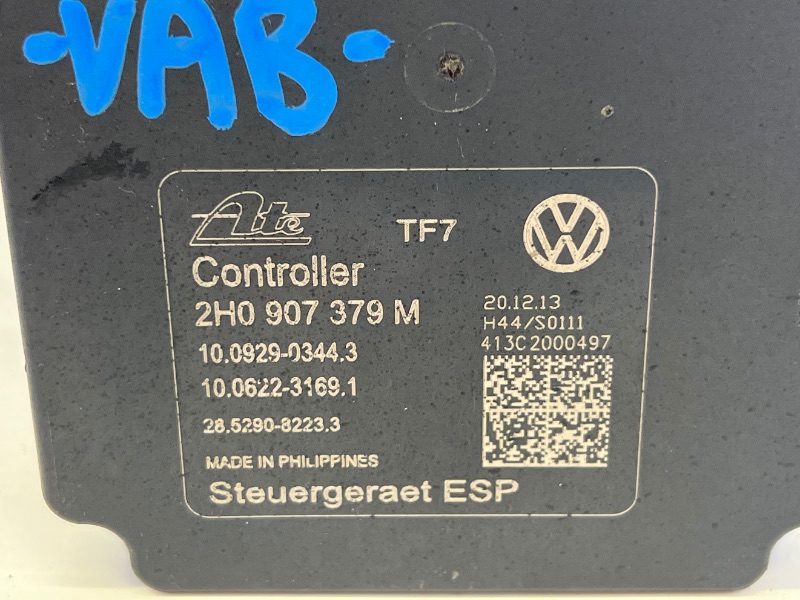 -VAB-
Ate
TF7
Controller
2H0 907 379 M
20.12.13
H44/S0111
413C2000497
10.0929-0344.3
10.0622-3169.1
28.5290-8223.3
MADE IN PHILIPPINES
Steuergeraet ESP